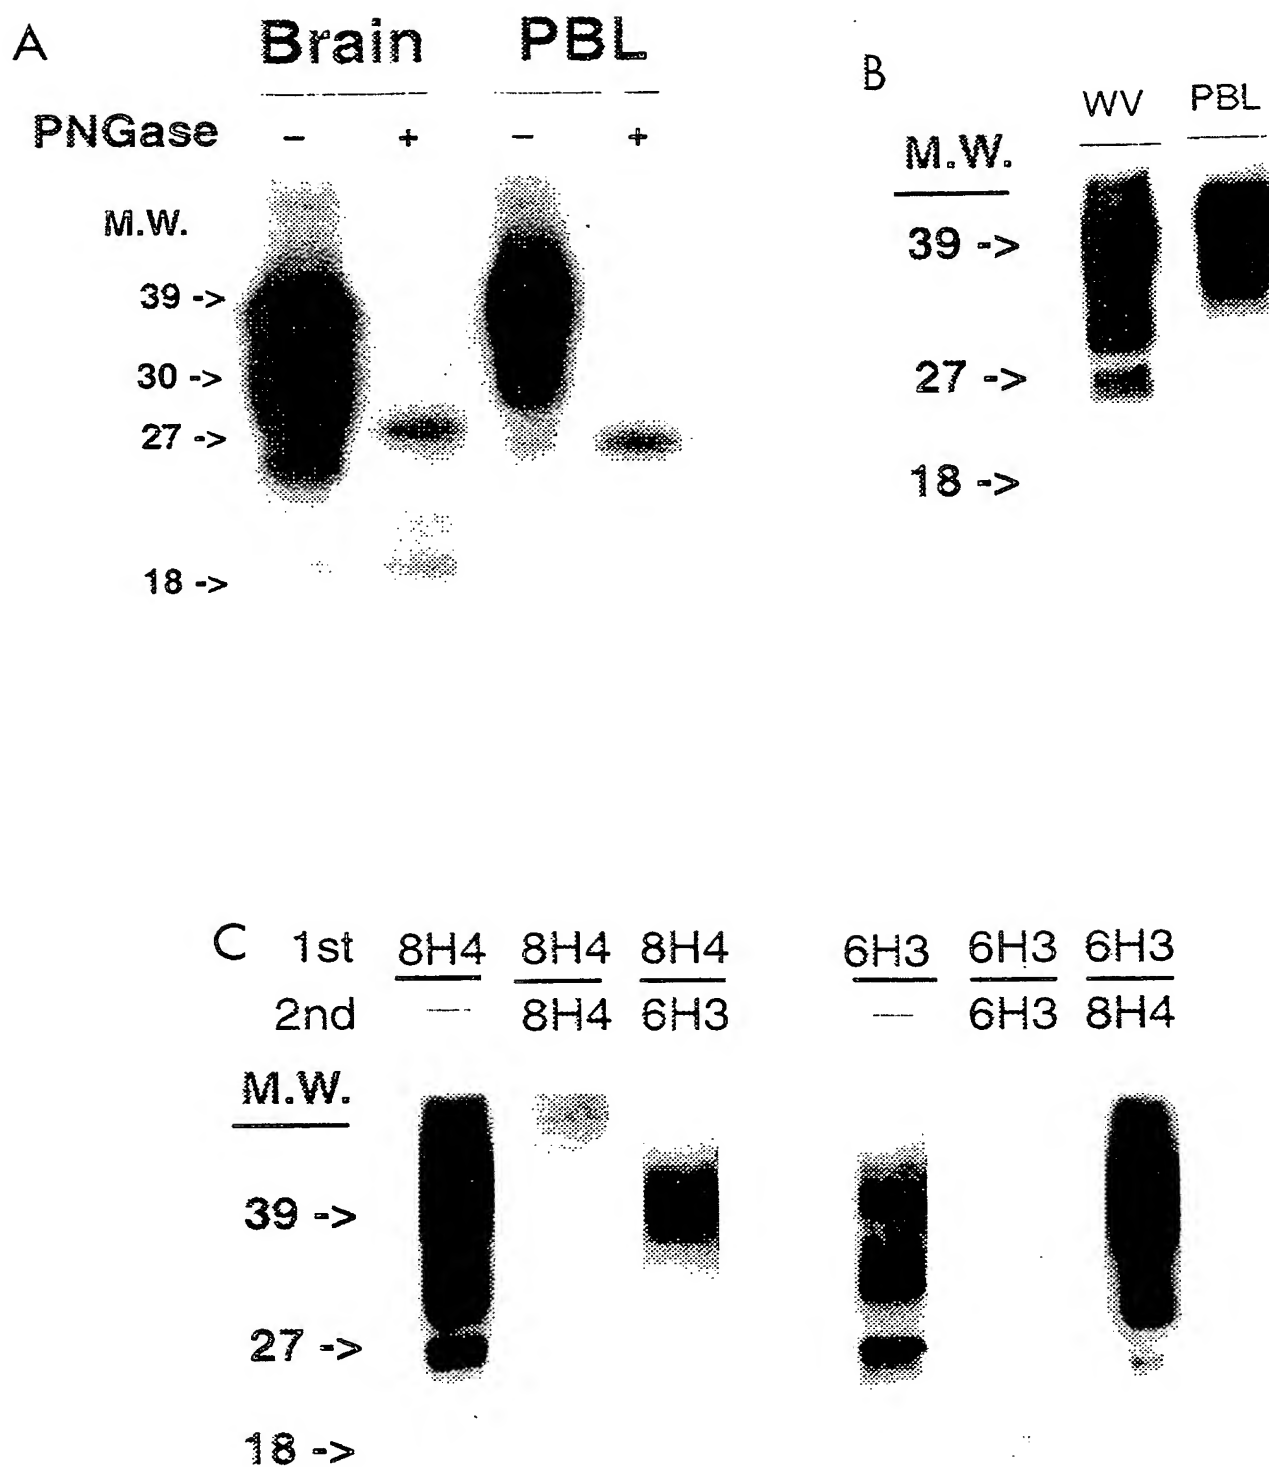 A Brain PBL
PNGase - + - +
M.W.
39 ->
30 ->
27 ->
18 ->
B WV PBL
M.W.
39 ->
27 ->
18 ->
C 1st 8H4 8H4 8H4 6H3 6H3 6H3
2nd — 8H4 6H3 — 6H3 8H4
M.W.
39 ->
27 ->
18 ->